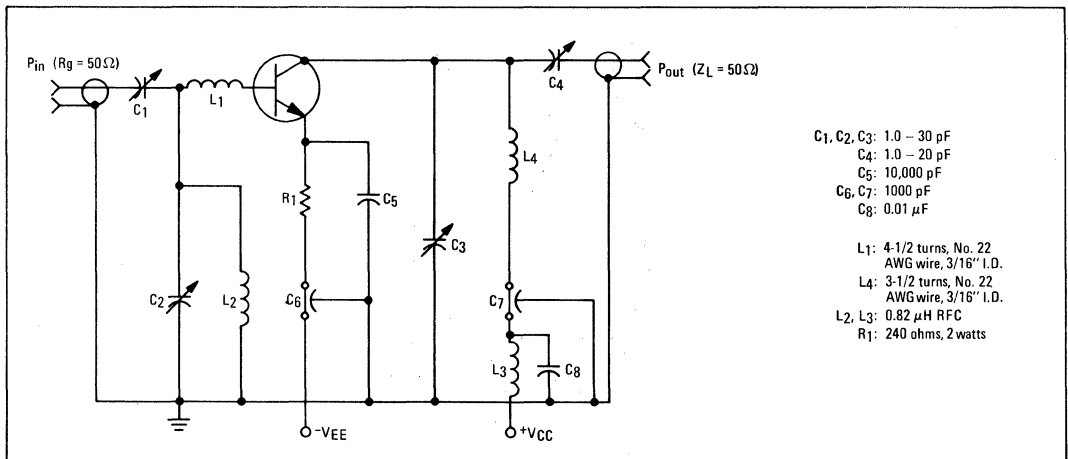 Pin (Rg = 50Ω)
C1
L1
C4
Pout (ZL = 50Ω)
L4
R1
C5
C3
C2
L2
C6
C7
L3
C8
-VEE
+VCC
C1, C2, C3: 1.0 – 30 pF
C4: 1.0 – 20 pF
C5: 10,000 pF
C6, C7: 1000 pF
C8: 0.01 μF
L1: 4-1/2 turns, No. 22
AWG wire, 3/16" I.D.
L4: 3-1/2 turns, No. 22
AWG wire, 3/16" I.D.
L2, L3: 0.82 μH RFC
R1: 240 ohms, 2 watts